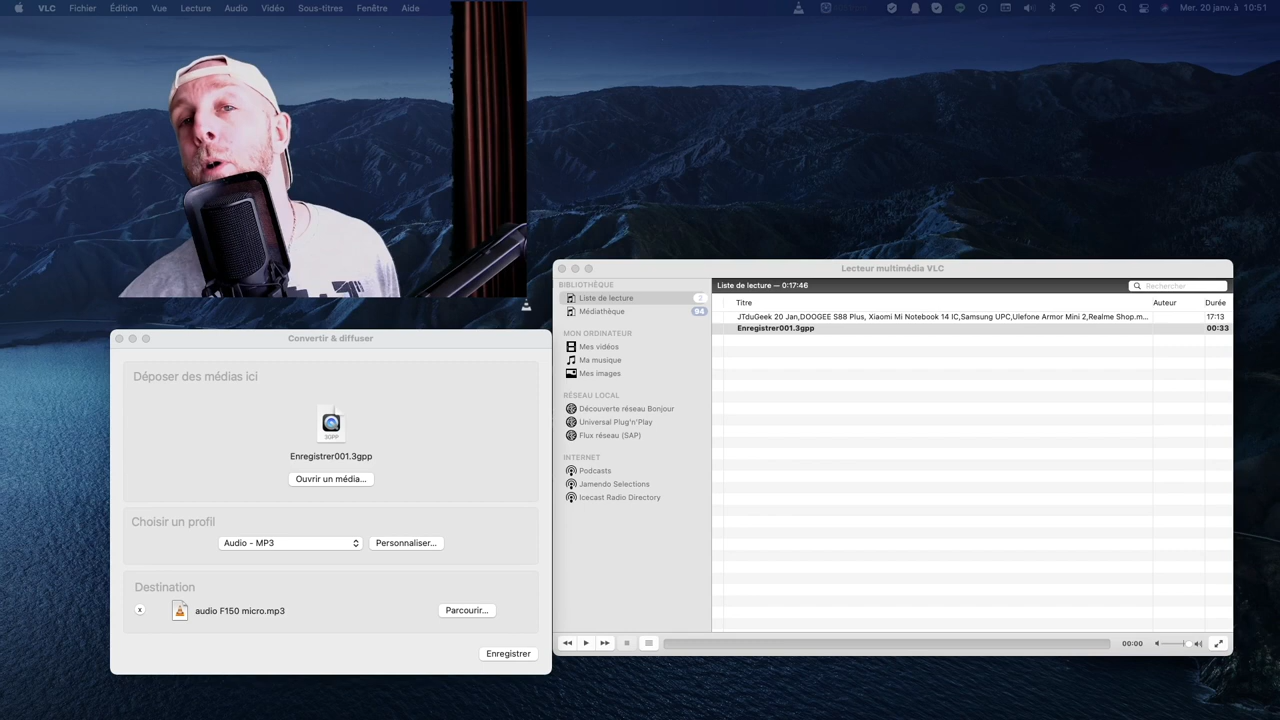 VLC Fichier Édition Vue Lecture Audio Vidéo Sous-titres Fenêtre Aide
Mer. 20 janv. à 10:51
Lecteur multimédia VLC
BIBLIOTHÈQUE
Liste de lecture 2
Médiathèque 94
MON ORDINATEUR
Mes vidéos
Ma musique
Mes images
RÉSEAU LOCAL
Découverte réseau Bonjour
Universal Plug'n'Play
Flux réseau (SAP)
INTERNET
Podcasts
Jamendo Selections
Icecast Radio Directory
Liste de lecture — 0:17:46
Rechercher
Titre Auteur Durée
JTduGeek 20 Jan,DOOGEE S88 Plus, Xiaomi Mi Notebook 14 IC,Samsung UPC,Ulefone Armor Mini 2,Realme Shop.m... 17:13
Enregistrer001.3gpp 00:33
00:00
Convertir & diffuser
Déposer des médias ici
3GPP
Enregistrer001.3gpp
Ouvrir un média...
Choisir un profil
Audio - MP3 Personnaliser...
Destination
x audio F150 micro.mp3 Parcourir...
Enregistrer